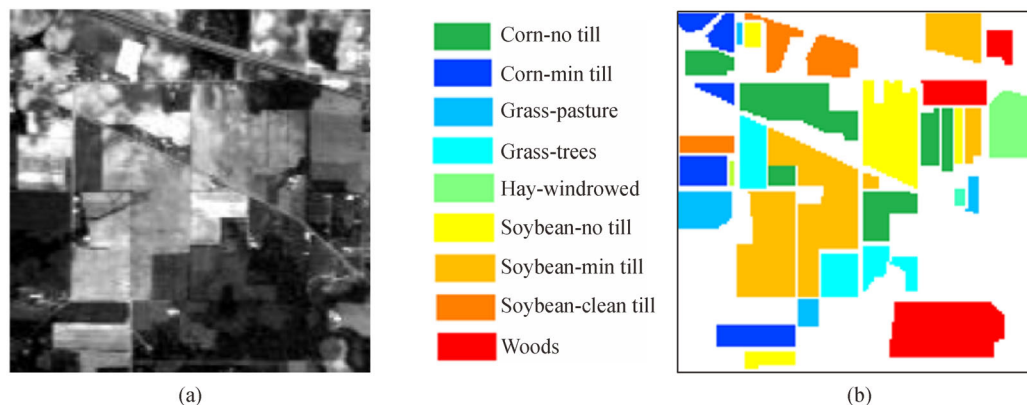 Corn-no till
Corn-min till
Grass-pasture
Grass-trees
Hay-windrowed
Soybean-no till
Soybean-min till
Soybean-clean till
Woods
(a)
(b)